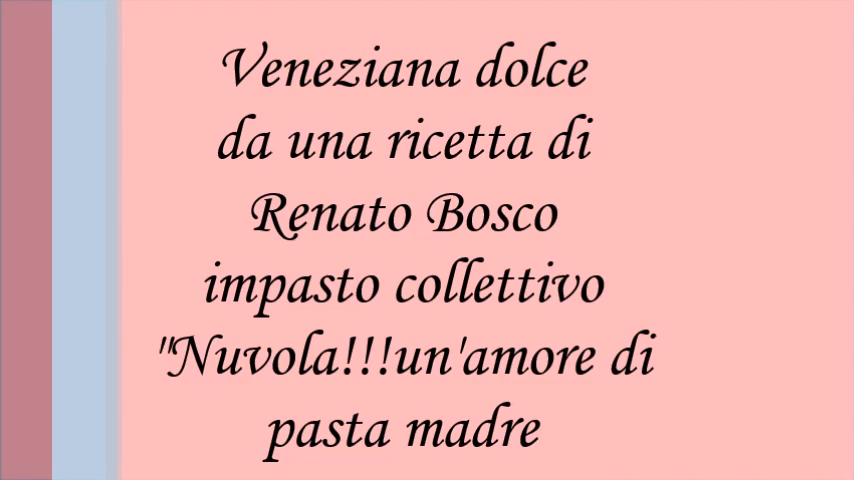 Veneziana dolce
da una ricetta di
Renato Bosco
impasto collettivo
"Nuvola!!!un'amore di
pasta madre